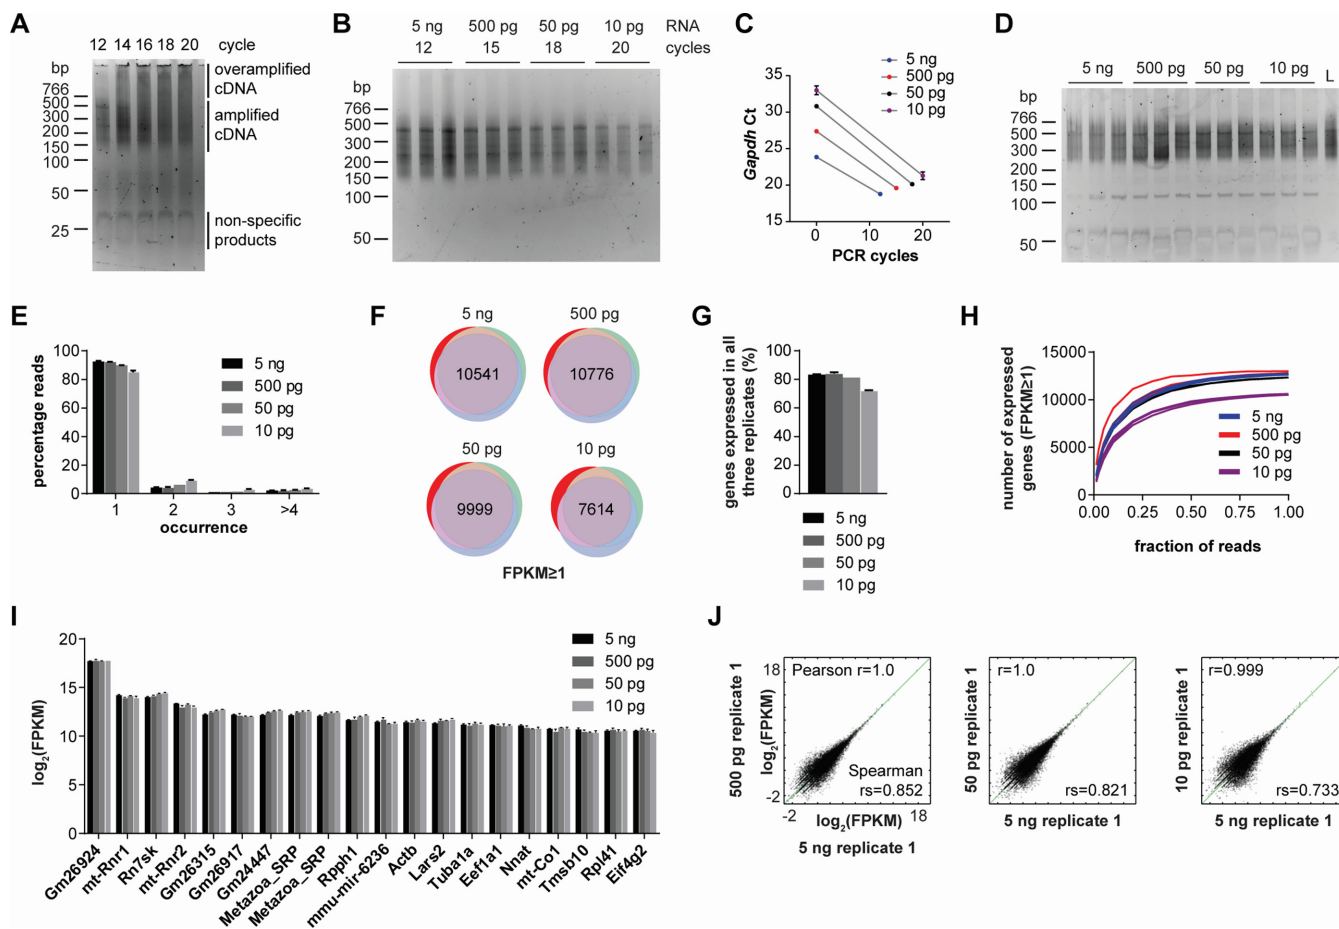 A
12 14 16 18 20 cycle
bp
766
500
300
200
150
100
50
25
overamplified
cDNA
amplified
cDNA
non-specific
products
B
5 ng 500 pg 50 pg 10 pg RNA
12 15 18 20 cycles
bp
766
500
300
200
150
100
50
C
5 ng
500 pg
50 pg
10 pg
Gapdh Ct
35
30
25
20
15
0 10 20
PCR cycles
D
5 ng 500 pg 50 pg 10 pg L
bp
766
500
300
200
150
100
50
E
percentage reads
100
80
60
40
20
0
5 ng
500 pg
50 pg
10 pg
1 2 3 >4
occurrence
F
5 ng 500 pg
10541 10776
50 pg 10 pg
9999 7614
FPKM≥1
G
genes expressed in all
three replicates (%)
100
80
60
40
20
0
5 ng
500 pg
50 pg
10 pg
H
number of expressed
genes (FPKM≥1)
15000
10000
5000
0
5 ng
500 pg
50 pg
10 pg
0.00 0.25 0.50 0.75 1.00
fraction of reads
I
log2(FPKM)
20
15
10
5
0
5 ng
500 pg
50 pg
10 pg
Gm26924
mt-Rnr1
Rn7sk
mt-Rnr2
Gm26315
Gm26917
Gm24447
Metazoa_SRP
Metazoa_SRP
Rpph1
mmu-mir-6236
Actb
Lars2
Tuba1a
Eef1a1
Nnat
mt-Co1
Tmsb10
Rpl41
Eif4g2
J
500 pg replicate 1
log2(FPKM)
18
-2
Pearson r=1.0
Spearman
rs=0.852
-2 18
log2(FPKM)
5 ng replicate 1
50 pg replicate 1
r=1.0
rs=0.821
5 ng replicate 1
10 pg replicate 1
r=0.999
rs=0.733
5 ng replicate 1